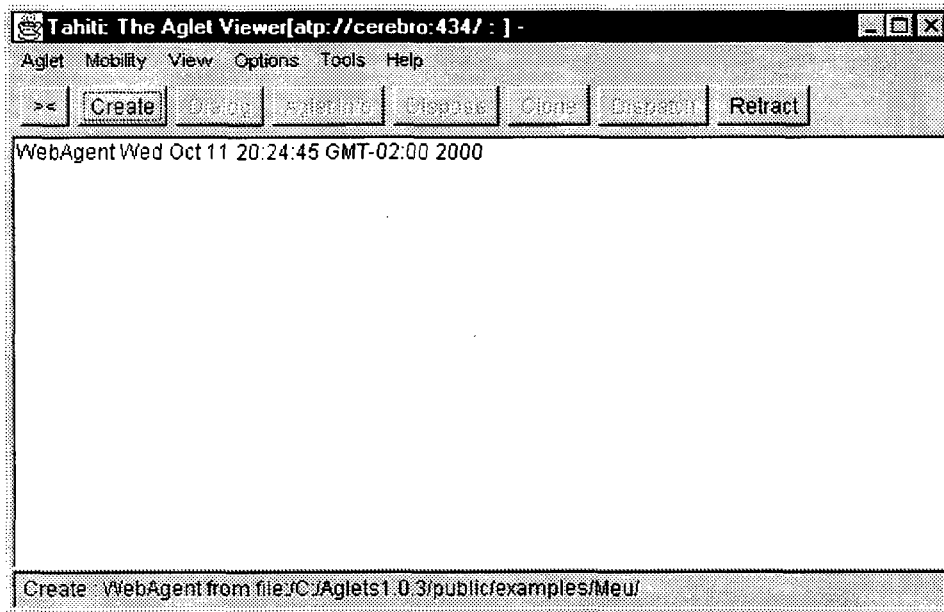 Tahiti: The Aglet Viewer[atp://cerebro:434/ : ] -
Aglet Mobility View Options Tools Help
>< Create Dialog AgletInfo Dispose Clone Dispatch Retract
WebAgent Wed Oct 11 20:24:45 GMT-02:00 2000
Create : WebAgent from file:/C:/Aglets1.0.3/public/examples/Meu/